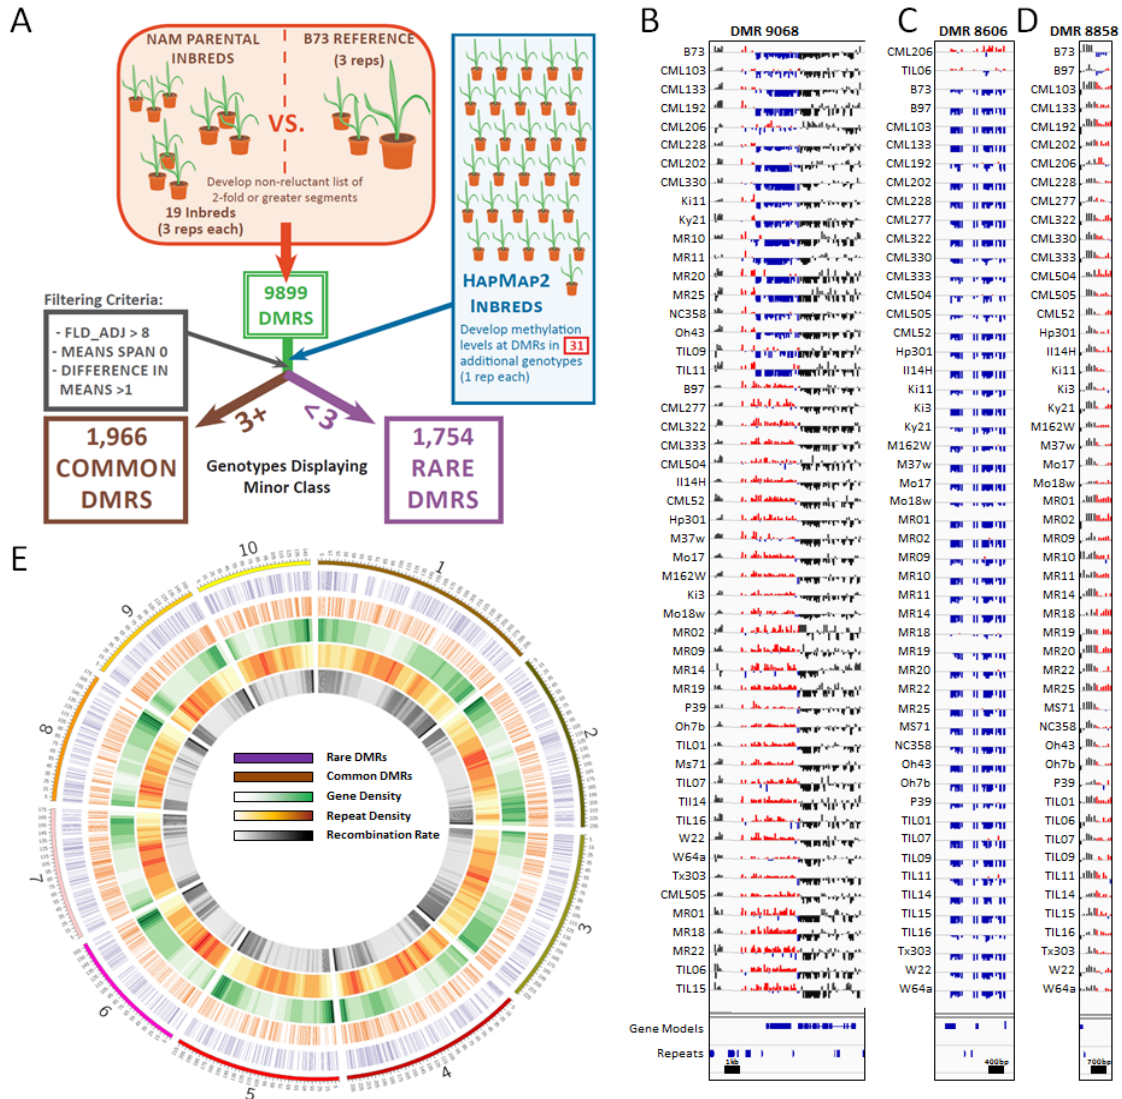 A
NAM PARENTAL
INBREDS
B73 REFERENCE
(3 reps)
VS.
Develop non-reluctant list of
2-fold or greater segments
19 Inbreds
(3 reps each)
HAPMAP2
INBREDS
Develop methylation
levels at DMRs in 31
additional genotypes
(1 rep each)
9899
DMRS
Filtering Criteria:
- FLD_ADJ > 8
- MEANS SPAN 0
- DIFFERENCE IN
MEANS >1
3+
<3
1,966
COMMON
DMRS
Genotypes Displaying
Minor Class
1,754
RARE
DMRS
B
DMR 9068
B73
CML103
CML133
CML192
CML206
CML228
CML202
CML330
Ki11
Ky21
MR10
MR11
MR20
MR25
NC358
Oh43
TIL09
TIL11
B97
CML277
CML322
CML333
CML504
Il14H
CML52
Hp301
M37w
Mo17
M162W
Ki3
Mo18w
MR02
MR09
MR14
MR19
P39
Oh7b
TIL01
Ms71
TIL07
Til14
TIL16
W22
W64a
Tx303
CML505
MR01
MR18
MR22
TIL06
TIL15
Gene Models
Repeats
1kb
C
DMR 8606
CML206
TIL06
B73
B97
CML103
CML133
CML192
CML202
CML228
CML277
CML322
CML330
CML333
CML504
CML505
CML52
Hp301
Il14H
Ki11
Ki3
Ky21
M162W
M37w
Mo17
Mo18w
MR01
MR02
MR09
MR10
MR11
MR14
MR18
MR19
MR20
MR22
MR25
MS71
NC358
Oh43
Oh7b
P39
TIL01
TIL07
TIL09
TIL11
TIL14
TIL15
TIL16
Tx303
W22
W64a
400bp
D
DMR 8858
B73
B97
CML103
CML133
CML192
CML202
CML206
CML228
CML277
CML322
CML330
CML333
CML504
CML505
CML52
Hp301
Il14H
Ki11
Ki3
Ky21
M162W
M37w
Mo17
Mo18w
MR01
MR02
MR09
MR10
MR11
MR14
MR18
MR19
MR20
MR22
MR25
MS71
NC358
Oh43
Oh7b
P39
TIL01
TIL06
TIL07
TIL09
TIL11
TIL14
TIL15
TIL16
Tx303
W22
W64a
700bp
E
1
2
3
4
5
6
7
8
9
10
Rare DMRs
Common DMRs
Gene Density
Repeat Density
Recombination Rate